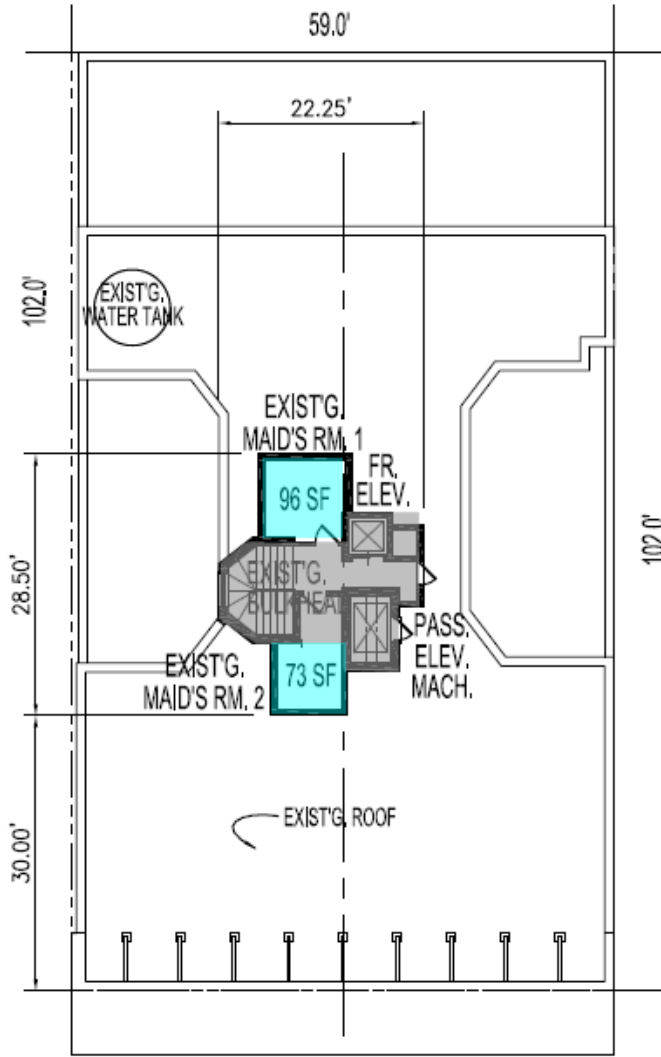 59.0'
22.25'
102.0'
EXIST'G.
WATER TANK
EXIST'G.
MAID'S RM. 1
FR.
ELEV.
96 SF
28.50'
102.0'
EXIST'G.
BULKHEAD
PASS.
ELEV.
MACH.
EXIST'G.
MAID'S RM. 2
73 SF
EXIST'G. ROOF
30.00'